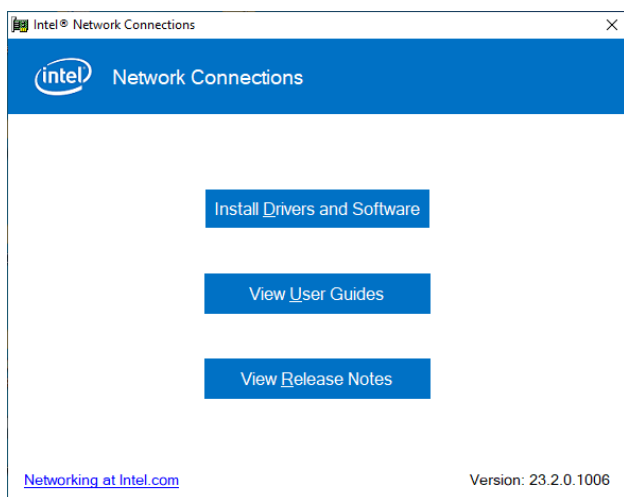 Intel® Network Connections
intel Network Connections
Install Drivers and Software
View User Guides
View Release Notes
Networking at Intel.com Version: 23.2.0.1006